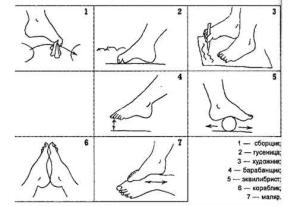 1
2
3
4
5
6
7
1 — сборщик;
2 — гусеница;
3 — художник;
4 — барабанщик;
5 — эквилибрист;
6 — кораблик;
7 — маляр.